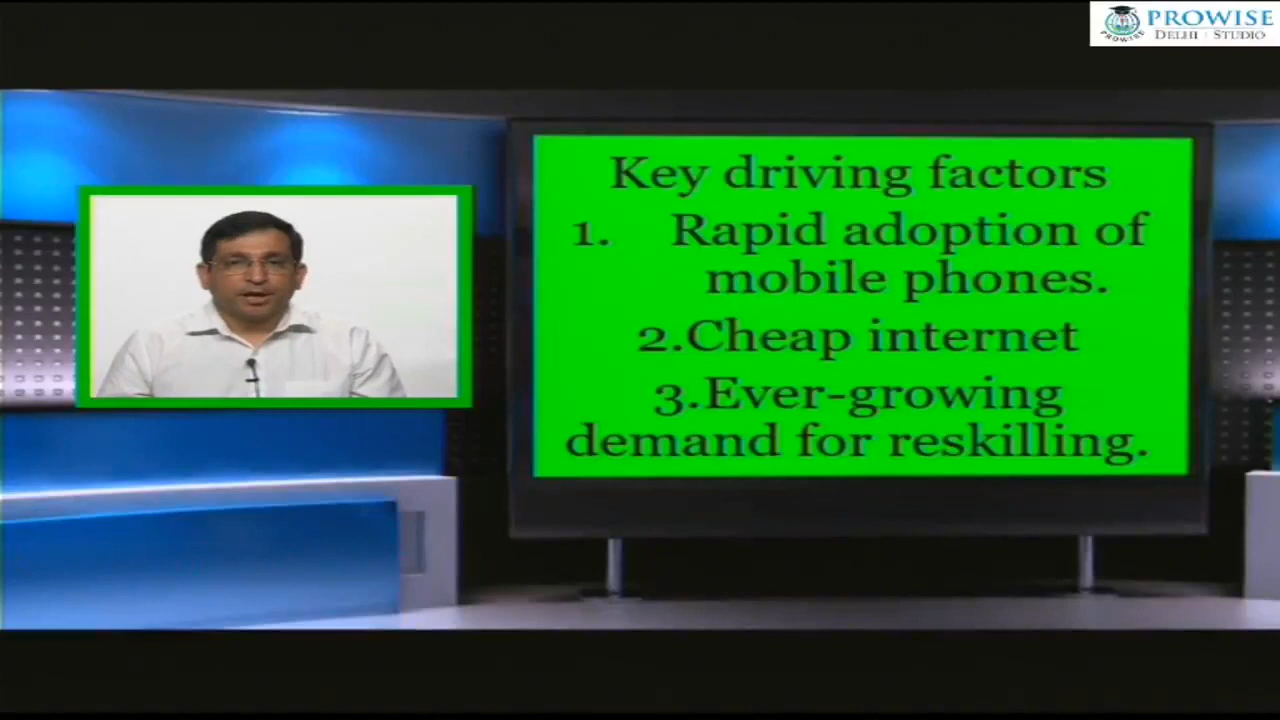 PROWISE
DELHI | STUDIO
PROWISE
Key driving factors
1. Rapid adoption of
mobile phones.
2.Cheap internet
3.Ever-growing
demand for reskilling.